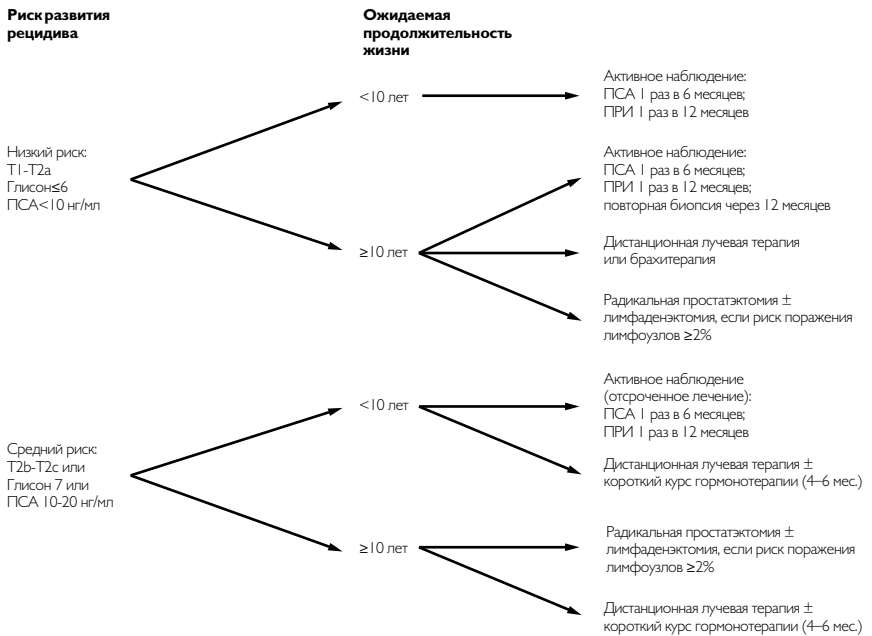 Риск развития
рецидива
Ожидаемая
продолжительность
жизни
Низкий риск:
T1-T2a
Глисон≤6
ПСА<10 нг/мл
<10 лет
Активное наблюдение:
ПСА 1 раз в 6 месяцев;
ПРИ 1 раз в 12 месяцев
≥10 лет
Активное наблюдение:
ПСА 1 раз в 6 месяцев;
ПРИ 1 раз в 12 месяцев;
повторная биопсия через 12 месяцев
Дистанционная лучевая терапия
или брахитерапия
Радикальная простатэктомия ±
лимфаденэктомия, если риск поражения
лимфоузлов ≥2%
Средний риск:
T2b-T2c или
Глисон 7 или
ПСА 10-20 нг/мл
<10 лет
Активное наблюдение
(отсроченное лечение):
ПСА 1 раз в 6 месяцев;
ПРИ 1 раз в 12 месяцев
Дистанционная лучевая терапия ±
короткий курс гормонотерапии (4–6 мес.)
≥10 лет
Радикальная простатэктомия ±
лимфаденэктомия, если риск поражения
лимфоузлов ≥2%
Дистанционная лучевая терапия ±
короткий курс гормонотерапии (4–6 мес.)